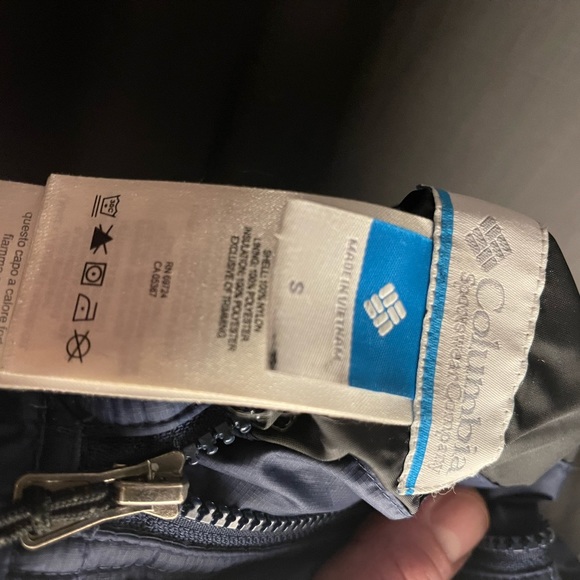 Columbia
Sportswear Company
MADE IN VIETNAM
S
SHELL: 100% NYLON
LINING: 100% POLYESTER
INSULATION: 100% POLYESTER
EXCLUSIVE OF TRIMMING
RN 69724
CA 05367
questo capo a calore